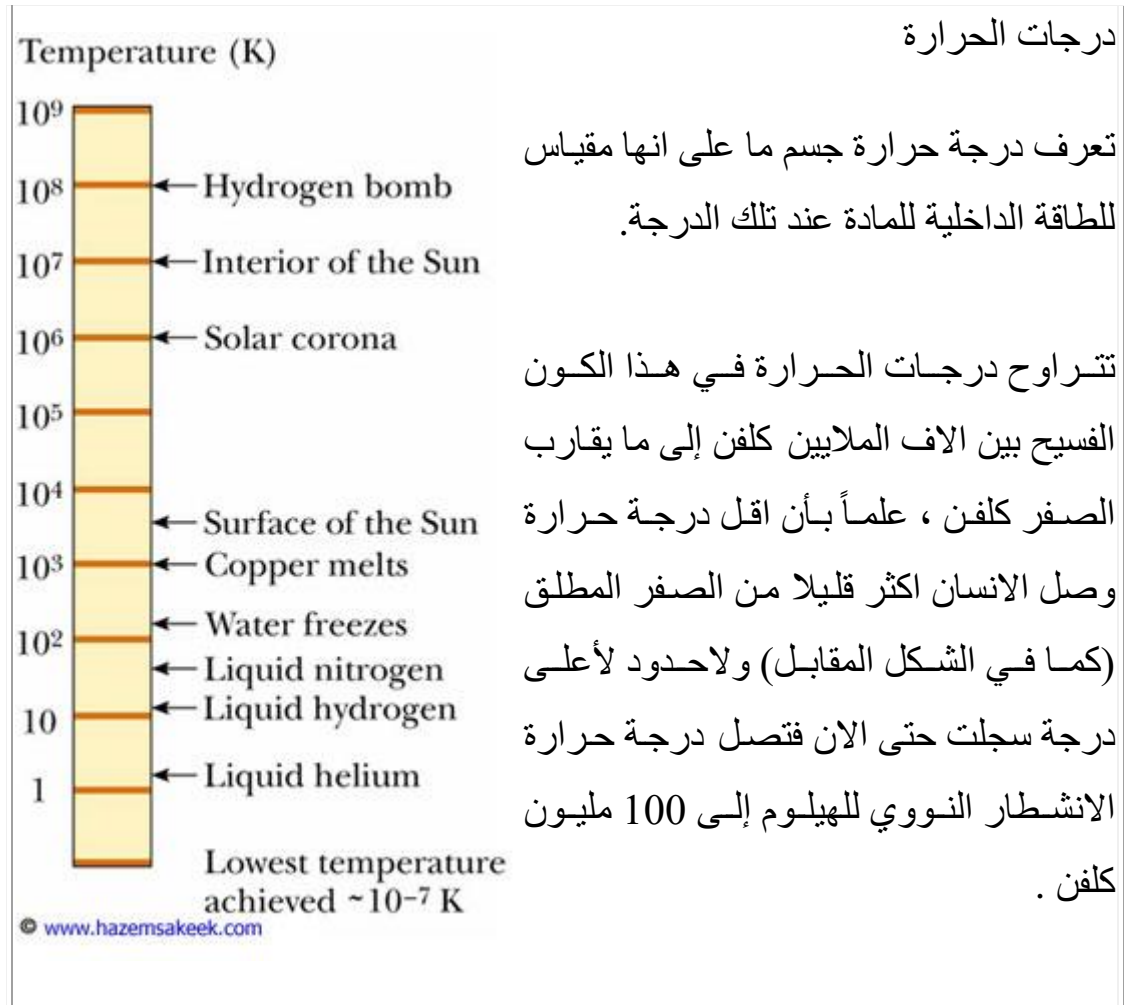 درجات الحرارة
تعرف درجة حرارة جسم ما على انها مقياس
للطاقة الداخلية للمادة عند تلك الدرجة.
تتراوح درجات الحرارة في هذا الكون
الفسيح بين الاف الملايين كلفن إلى ما يقارب
الصفر كلفن ، علماً بأن اقل درجة حرارة
وصل الانسان اكثر قليلا من الصفر المطلق
(كما في الشكل المقابل) ولاحدود لأعلى
درجة سجلت حتى الان فتصل درجة حرارة
الانشطار النووي للهيلوم إلى 100 مليون
كلفن .
Temperature (K)
10⁹
10⁸ Hydrogen bomb
10⁷ Interior of the Sun
10⁶ Solar corona
10⁵
10⁴
Surface of the Sun
10³ Copper melts
Water freezes
10²
Liquid nitrogen
Liquid hydrogen
10
Liquid helium
1
Lowest temperature
achieved ~10⁻⁷ K
© www.hazemsakeek.com